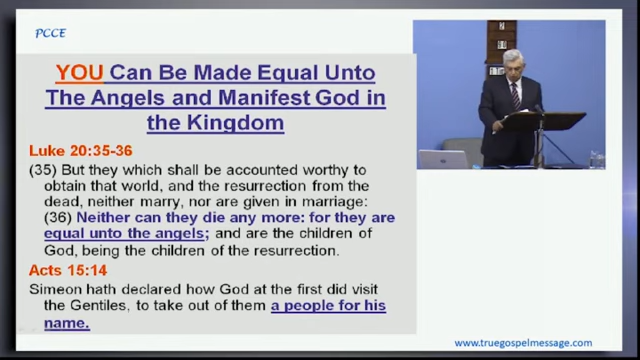 PCCE
YOU Can Be Made Equal Unto
The Angels and Manifest God in
the Kingdom
Luke 20:35-36
(35) But they which shall be accounted worthy to
obtain that world, and the resurrection from the
dead, neither marry, nor are given in marriage:
(36) Neither can they die any more: for they are
equal unto the angels; and are the children of
God, being the children of the resurrection.
Acts 15:14
Simeon hath declared how God at the first did visit
the Gentiles, to take out of them a people for his
name.
www.truegospelmessage.com